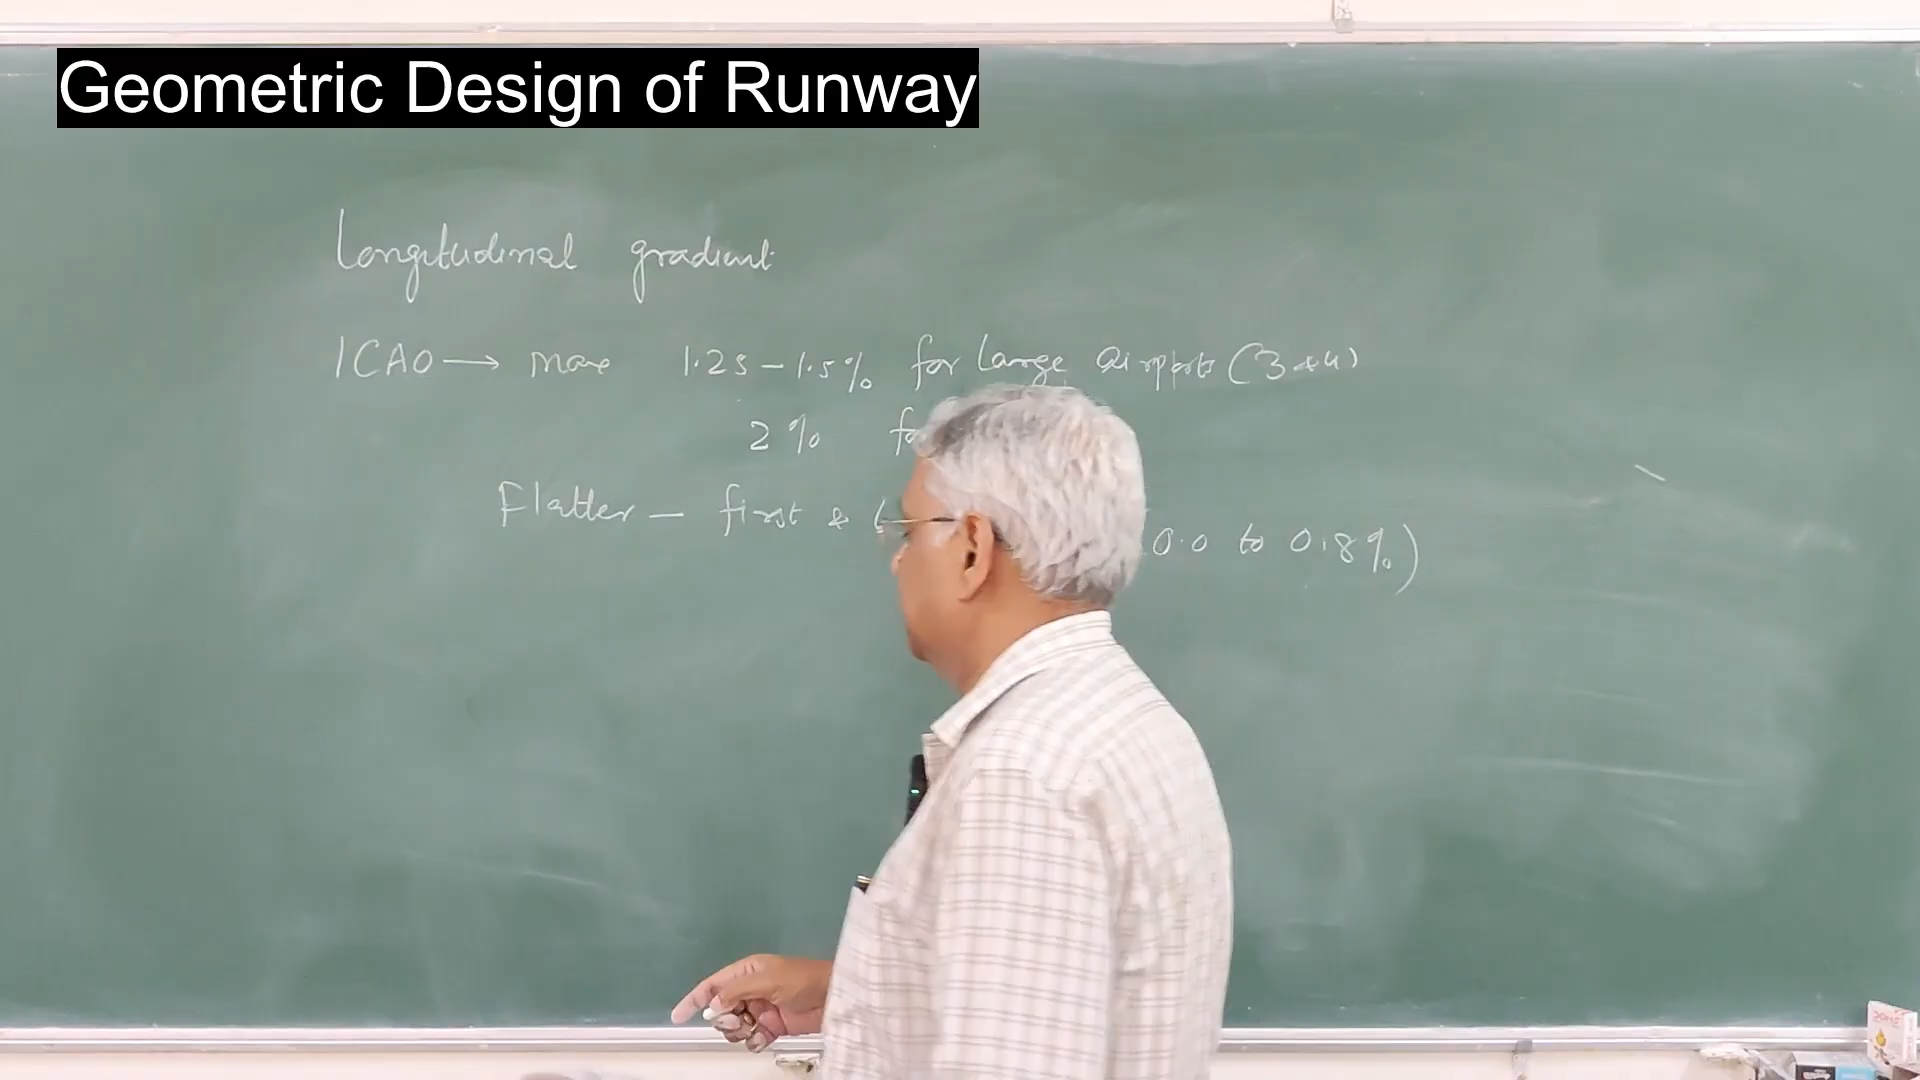 Geometric Design of Runway
Longitudinal gradient
ICAO → max 1.25 – 1.5% for large airports (3 & 4)
2% fo
Flatter – first &
0.0 to 0.8%)